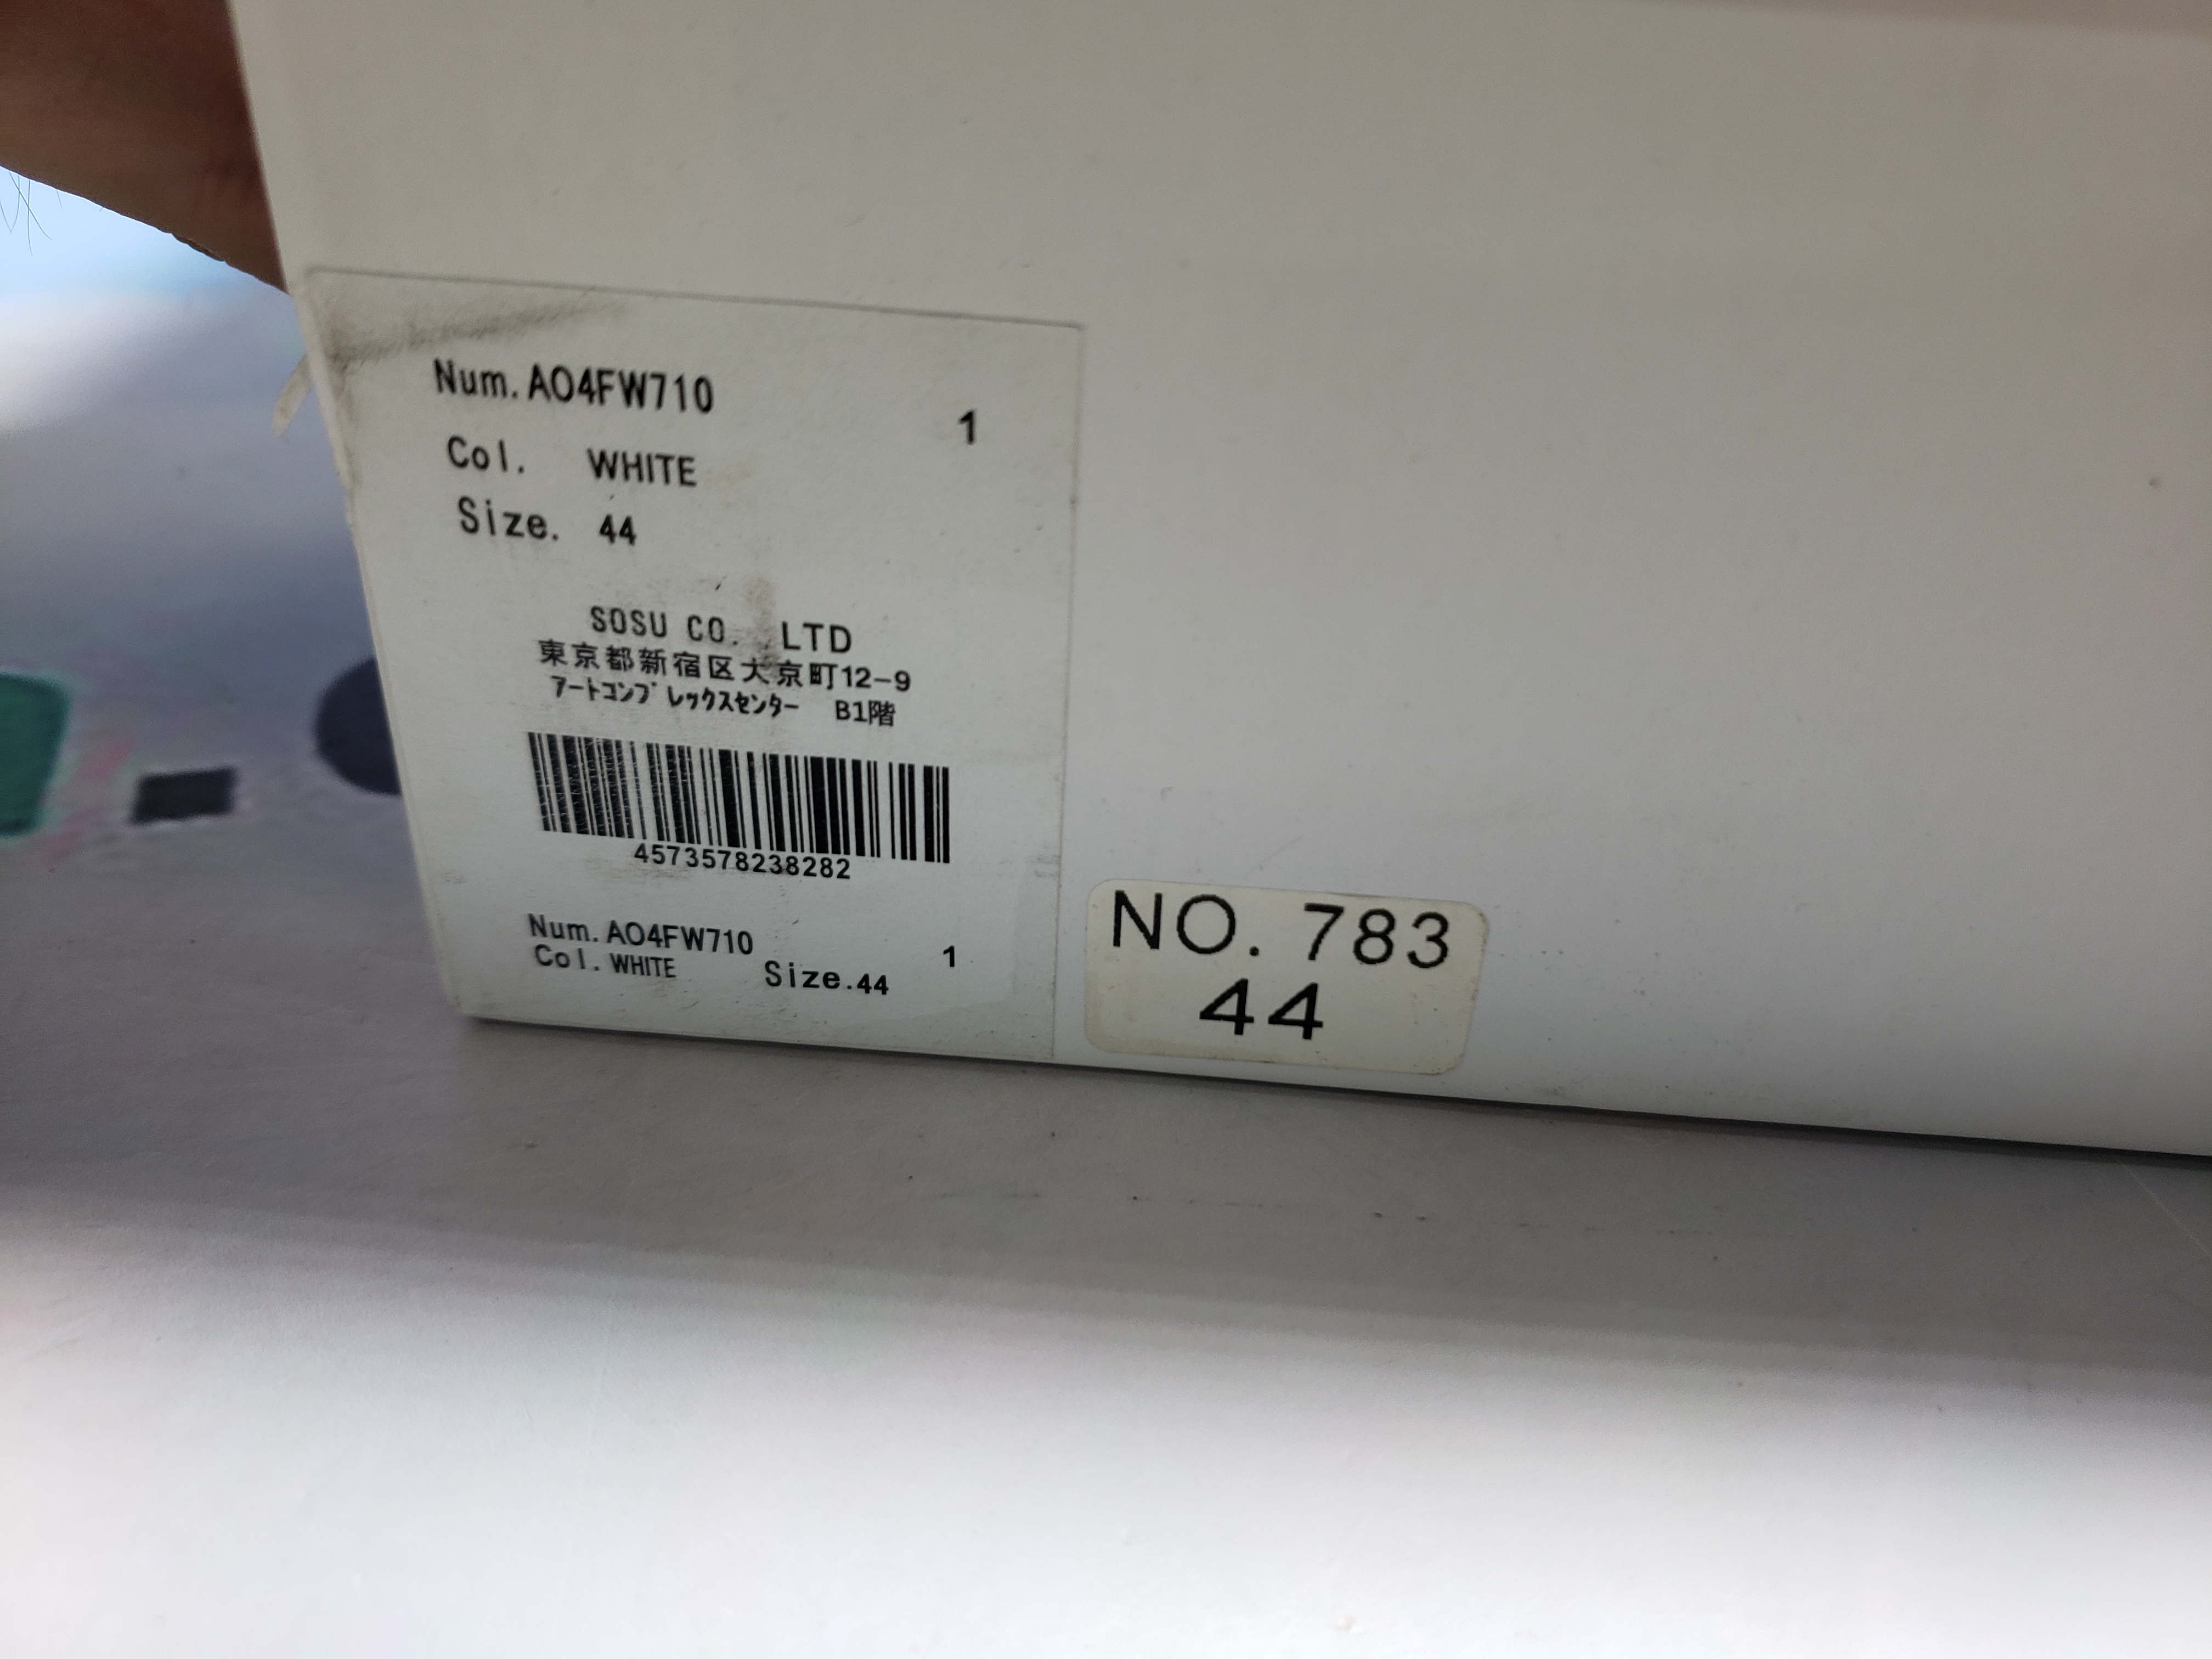 Num. AO4FW710
1
Col. WHITE
Size. 44
SOSU CO. LTD
東京都新宿区大京町12-9
ｱｰﾄｺﾝﾌﾟﾚｯｸｽｾﾝﾀｰ B1階
4573578238282
Num. AO4FW710
1
Col. WHITE Size. 44
NO. 783
44